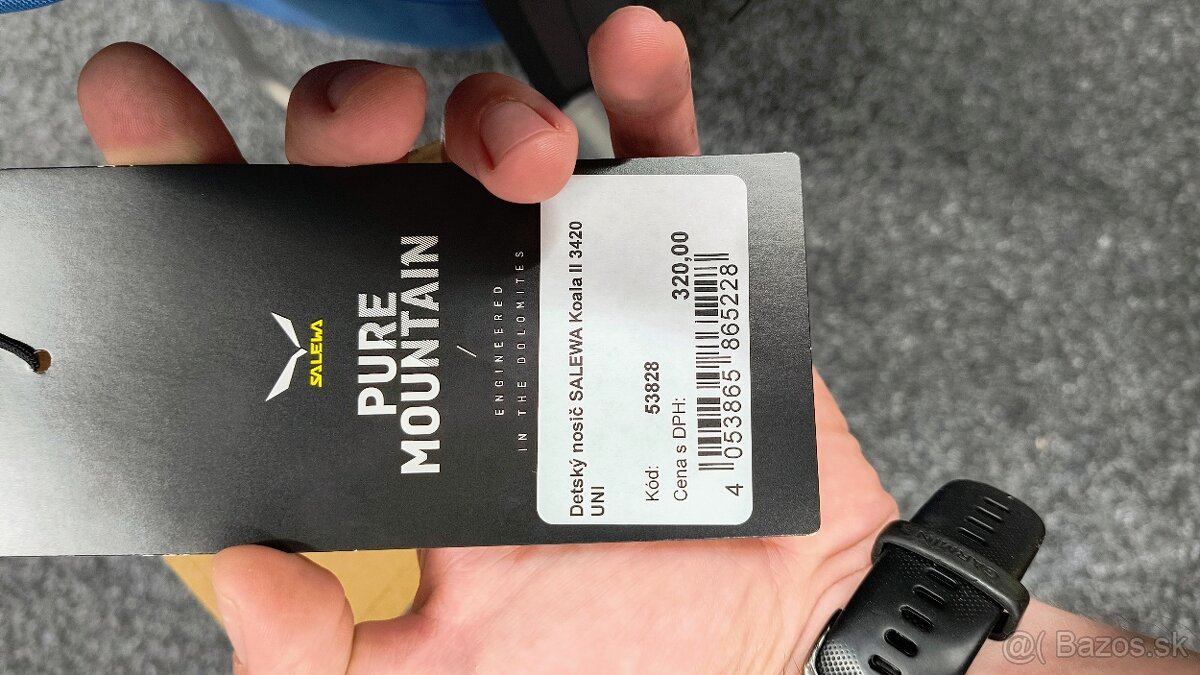 SALEWA
PURE
MOUNTAIN
/
ENGINEERED
IN THE DOLOMITES
Detský nosič SALEWA Koala II 3420
UNI
Kód: 53828
Cena s DPH: 320,00
4 053865 865228
GARMIN
@( Bazos.sk